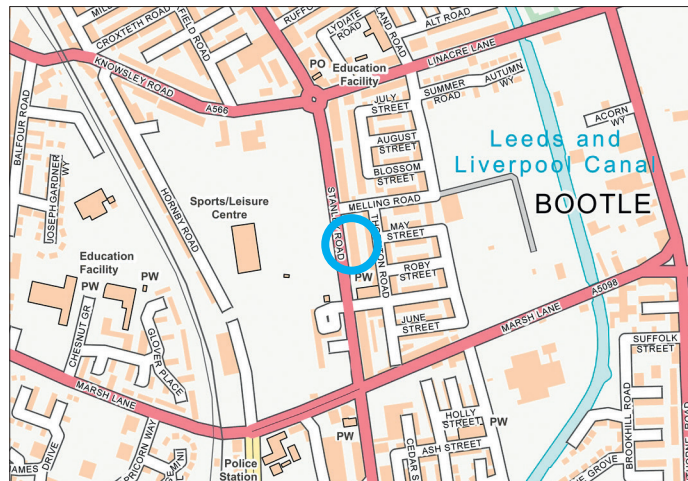 CROXTETH ROAD
FIELD ROAD
LYDIATE
ROAD
ALT ROAD
KNOWSLEY ROAD
A566
PO
Education
Facility
LINACRE LANE
SUMMER
ROAD
AUTUMN
WY
JULY
STREET
ACORN
WY
BALFOUR ROAD
JOSEPH GARDNER
WY
HORNBY ROAD
AUGUST
STREET
BLOSSOM
STREET
Leeds and
Liverpool Canal
BOOTLE
Sports/Leisure
Centre
STANLEY ROAD
MELLING ROAD
MAY
STREET
ROBY
STREET
PW
JUNE
STREET
MARSH LANE
A5098
Education
Facility
PW
PW
CHESNUT GR
GLOVER PLACE
MARSH LANE
SUFFOLK
STREET
BROOKHILL ROAD
HOLLY
STREET
ASH STREET
PW
PW
Police
Station